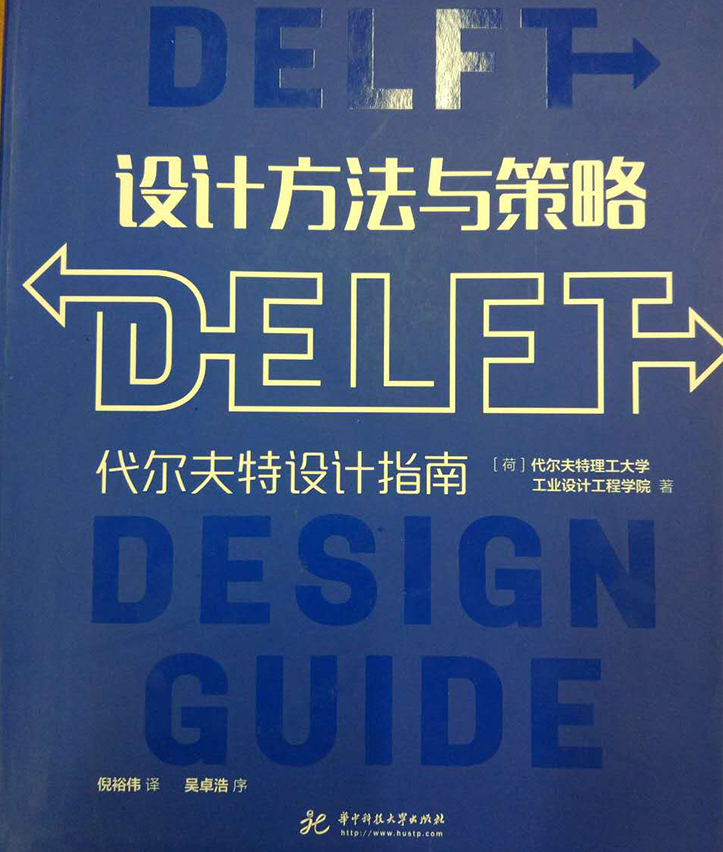 DELFT
设计方法与策略
DELFT
代尔夫特设计指南
[荷] 代尔夫特理工大学
工业设计工程学院 著
DESIGN
GUIDE
倪裕伟 译 吴卓浩 序
华中科技大学出版社
http://www.hustp.com